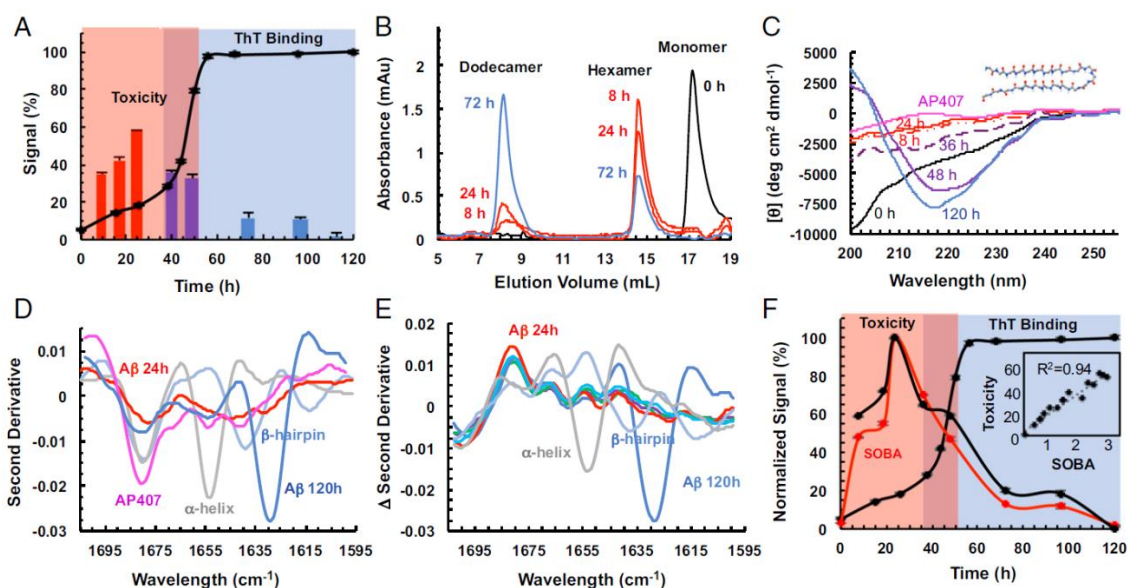 A
Toxicity
ThT Binding
Signal (%)
100
80
60
40
20
0
0 20 40 60 80 100 120
Time (h)
B
Monomer
Dodecamer
Hexamer
72 h
8 h
0 h
24 h
72 h
24 h
8 h
Absorbance (mAu)
2
1.5
1
0.5
0
5 7 9 11 13 15 17 19
Elution Volume (mL)
C
AP407
24 h
8 h
36 h
48 h
0 h
120 h
[θ] (deg cm² dmol⁻¹)
5000
2500
0
-2500
-5000
-7500
-10000
200 210 220 230 240 250
Wavelength (nm)
D
Aβ 24h
β-hairpin
AP407
α-helix
Aβ 120h
Second Derivative
0.01
0
-0.01
-0.02
-0.03
1695 1675 1655 1635 1615 1595
Wavelength (cm⁻¹)
E
Aβ 24h
β-hairpin
α-helix
Aβ 120h
Δ Second Derivative
0.02
0.01
0
-0.01
-0.02
-0.03
1695 1675 1655 1635 1615 1595
Wavelength (cm⁻¹)
F
Toxicity
ThT Binding
SOBA
Normalized Signal (%)
100
80
60
40
20
0
0 20 40 60 80 100 120
Time (h)
R²=0.94
Toxicity
60
40
20
0
1 2 3
SOBA